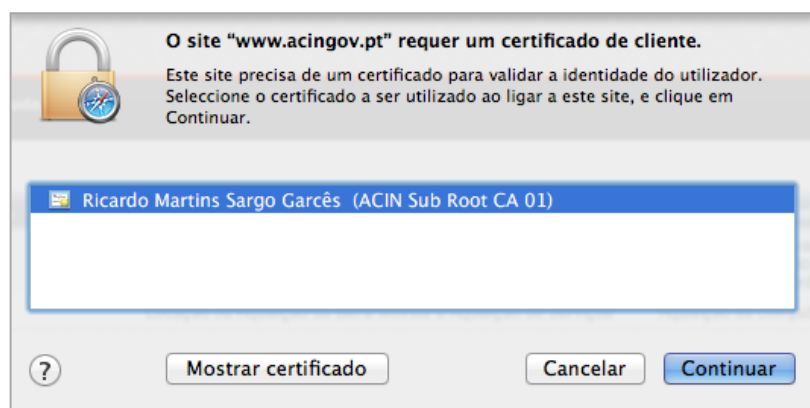 O site “www.acingov.pt” requer um certificado de cliente.
Este site precisa de um certificado para validar a identidade do utilizador.
Seleccione o certificado a ser utilizado ao ligar a este site, e clique em
Continuar.
Ricardo Martins Sargo Garcês (ACIN Sub Root CA 01)
?
Mostrar certificado
Cancelar
Continuar